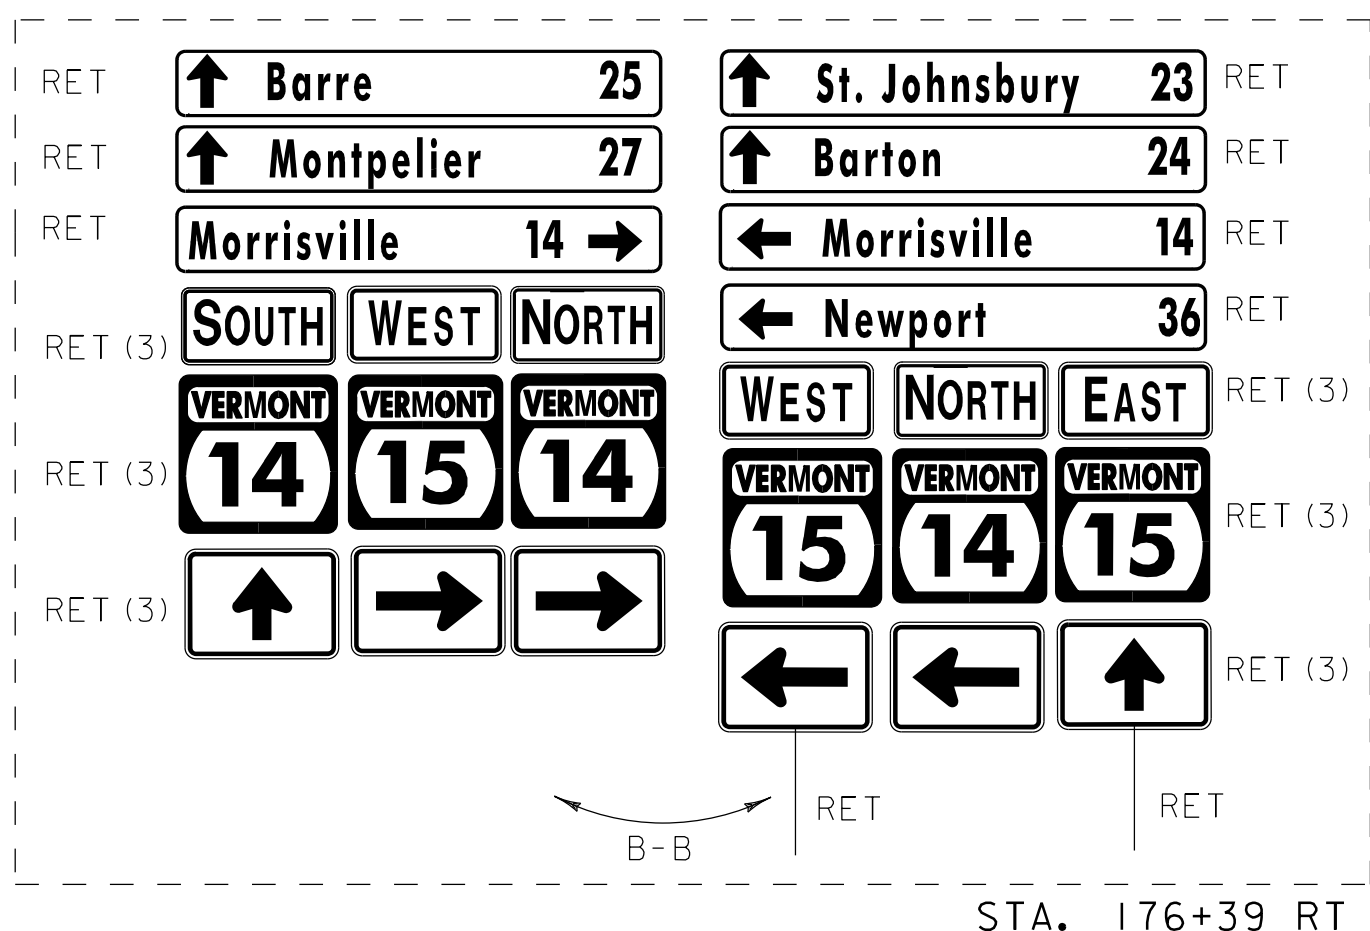 RET
Barre 25
RET
Montpelier 27
RET
Morrisville 14
RET (3)
SOUTH WEST NORTH
RET (3)
VERMONT VERMONT VERMONT
14 15 14
RET (3)
St. Johnsbury 23 RET
Barton 24 RET
Morrisville 14 RET
Newport 36 RET
WEST NORTH EAST RET (3)
VERMONT VERMONT VERMONT
15 14 15 RET (3)
RET (3)
RET RET
B-B
STA. 176+39 RT